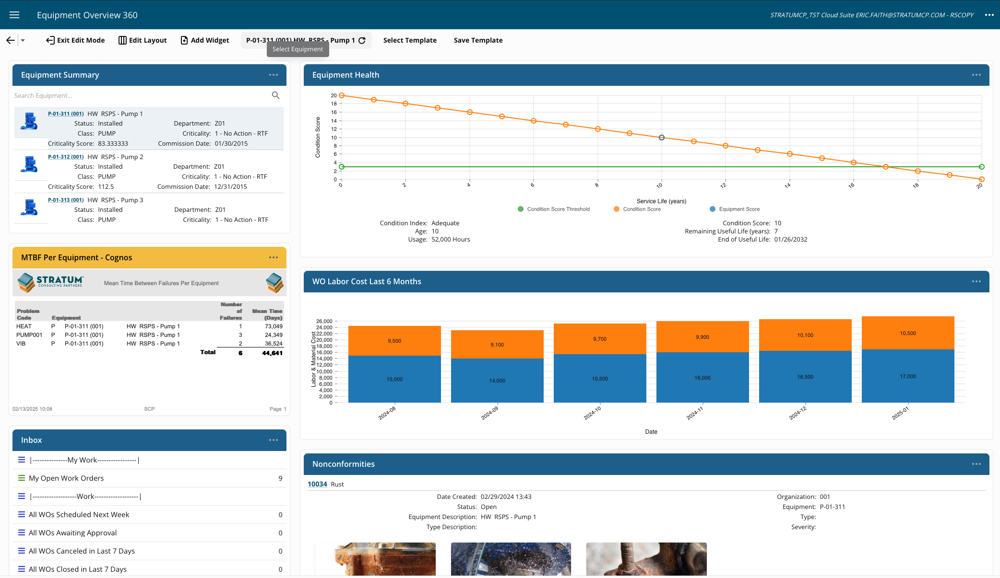 Equipment Overview 360
STRATUMCP_TST Cloud Suite ERIC.FAITH@STRATUMCP.COM - R5COPY
Exit Edit Mode Edit Layout Add Widget P-01-311 (001) HW RSPS - Pump 1 Select Template Save Template
Select Equipment
Equipment Summary
Search Equipment...
P-01-311 (001) HW RSPS - Pump 1
Status: Installed Department: Z01
Class: PUMP Criticality: 1 - No Action - RTF
Criticality Score: 83.333333 Commission Date: 01/30/2015
P-01-312 (001) HW RSPS - Pump 2
Status: Installed Department: Z01
Class: PUMP Criticality: 1 - No Action - RTF
Criticality Score: 112.5 Commission Date: 12/31/2015
P-01-313 (001) HW RSPS - Pump 3
Status: Installed Department: Z01
Class: PUMP Criticality: 1 - No Action - RTF
MTBF Per Equipment - Cognos
STRATUM
CONSULTING PARTNERS
Mean Time Between Failures Per Equipment
Problem Code Equipment Number of Failures Mean Time (Days)
HEAT P P-01-311 (001) HW RSPS - Pump 1 1 73,049
PUMP001 P P-01-311 (001) HW RSPS - Pump 1 3 24,349
VIB P P-01-311 (001) HW RSPS - Pump 1 2 36,524
Total 6 44,641
02/13/2025 10:08 SCP Page 1
Inbox
|---------------My Work-----------------|
My Open Work Orders 9
|-------------------Work-------------------|
All WOs Scheduled Next Week 0
All WOs Awaiting Approval 0
All WOs Canceled in Last 7 Days 0
All WOs Closed in Last 7 Days 0
Equipment Health
Condition Score
20
18
16
14
12
10
8
6
4
2
0
0 2 4 6 8 10 12 14 16 18 20
Service Life (years)
Condition Score Threshold Condition Score Equipment Score
Condition Index: Adequate Condition Score: 10
Age: 10 Remaining Useful Life (years): 7
Usage: 52,000 Hours End of Useful Life: 01/26/2032
WO Labor Cost Last 6 Months
Labor & Material Cost
26,000
24,000
22,000
20,000
18,000
16,000
14,000
12,000
10,000
8,000
6,000
4,000
2,000
0
9,500 9,100 9,700 9,900 10,100 10,500
15,000 14,000 15,500 16,000 16,500 17,000
2024-08 2024-09 2024-10 2024-11 2024-12 2025-01
Date
Nonconformities
10034 Rust
Date Created: 02/29/2024 13:43 Organization: 001
Status: Open Equipment: P-01-311
Equipment Description: HW RSPS - Pump 1 Type:
Type Description: Severity: